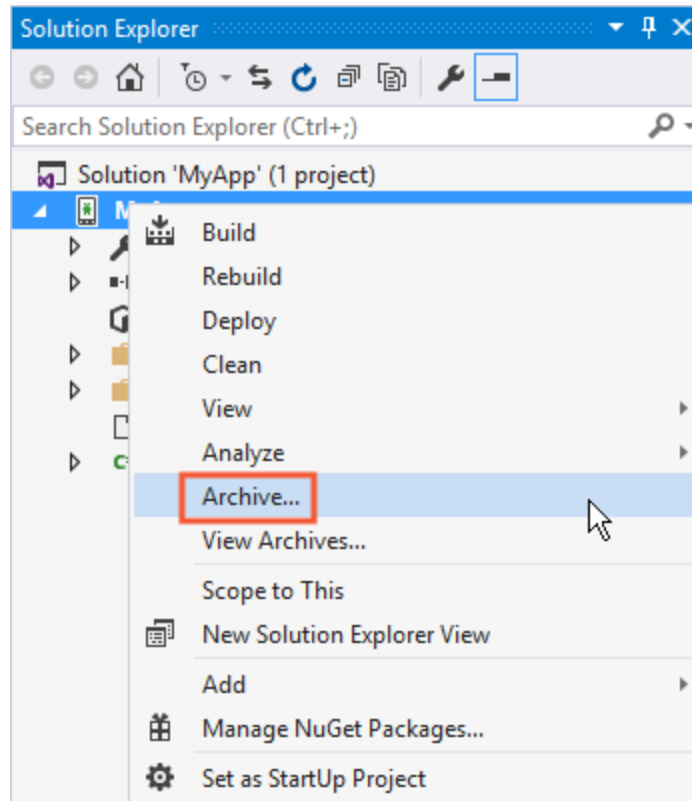 Solution Explorer
Search Solution Explorer (Ctrl+;)
Solution 'MyApp' (1 project)
Build
Rebuild
Deploy
Clean
View
Analyze
Archive...
View Archives...
Scope to This
New Solution Explorer View
Add
Manage NuGet Packages...
Set as StartUp Project